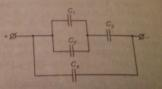 C₁
C₃
+
-
C₂
C₄